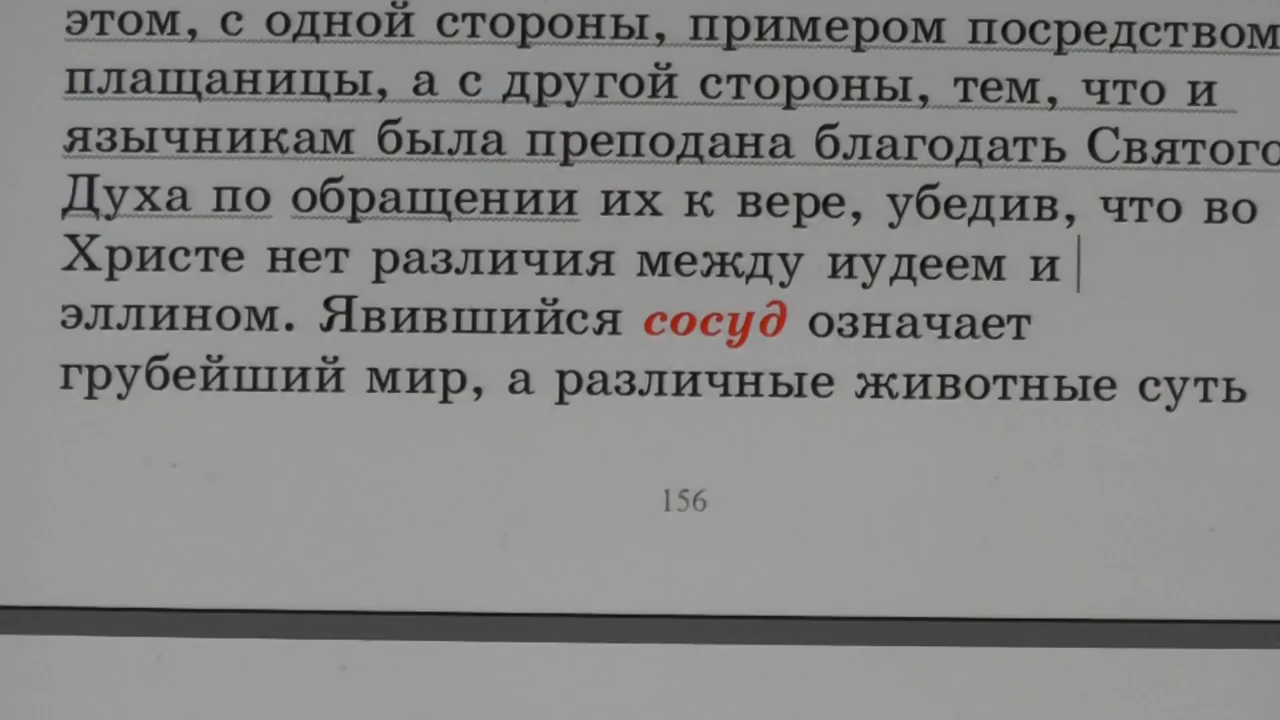 этом, с одной стороны, примером посредством
плащаницы, а с другой стороны, тем, что и
язычникам была преподана благодать Святого
Духа по обращении их к вере, убедив, что во
Христе нет различия между иудеем и
эллином. Явившийся сосуд означает
грубейший мир, а различные животные суть
156